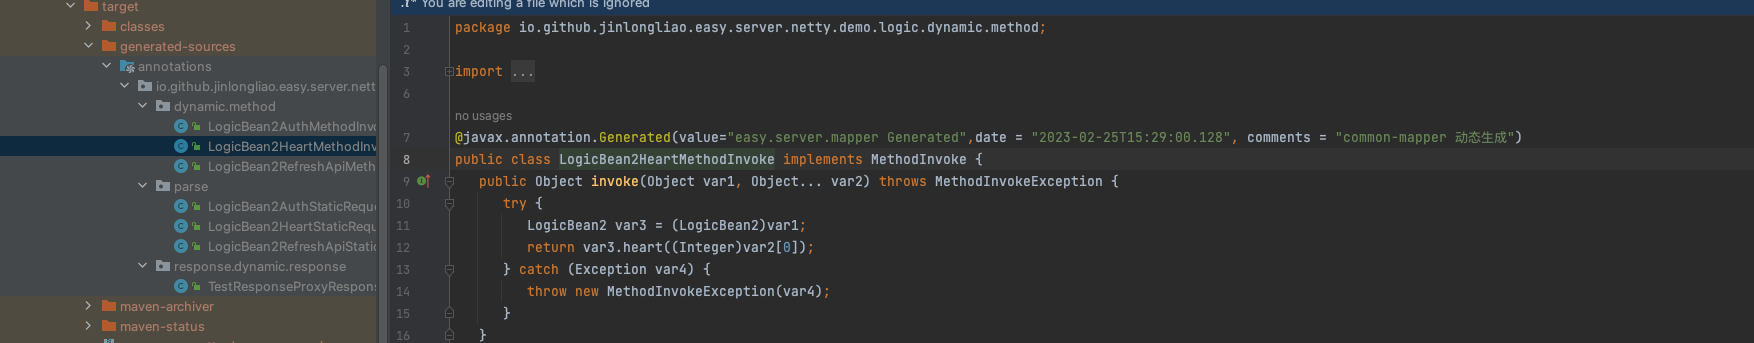 target
classes
generated-sources
annotations
io.github.jinlongliao.easy.server.nett
dynamic.method
LogicBean2AuthMethodInvo
LogicBean2HeartMethodInv
LogicBean2RefreshApiMeth
parse
LogicBean2AuthStaticReque
LogicBean2HeartStaticRequ
LogicBean2RefreshApiStatic
response.dynamic.response
TestResponseProxyRespons
maven-archiver
maven-status
.i* You are editing a file which is ignored
1 package io.github.jinlongliao.easy.server.netty.demo.logic.dynamic.method;
2
3 import ...
6
no usages
7 @javax.annotation.Generated(value="easy.server.mapper Generated",date = "2023-02-25T15:29:00.128", comments = "common-mapper 动态生成")
8 public class LogicBean2HeartMethodInvoke implements MethodInvoke {
9 public Object invoke(Object var1, Object... var2) throws MethodInvokeException {
10 try {
11 LogicBean2 var3 = (LogicBean2)var1;
12 return var3.heart((Integer)var2[0]);
13 } catch (Exception var4) {
14 throw new MethodInvokeException(var4);
15 }
16 }